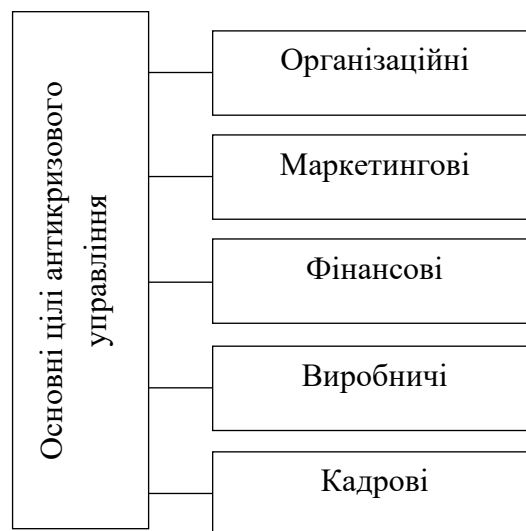 Основні цілі антикризового
управління
Організаційні
Маркетингові
Фінансові
Виробничі
Кадрові